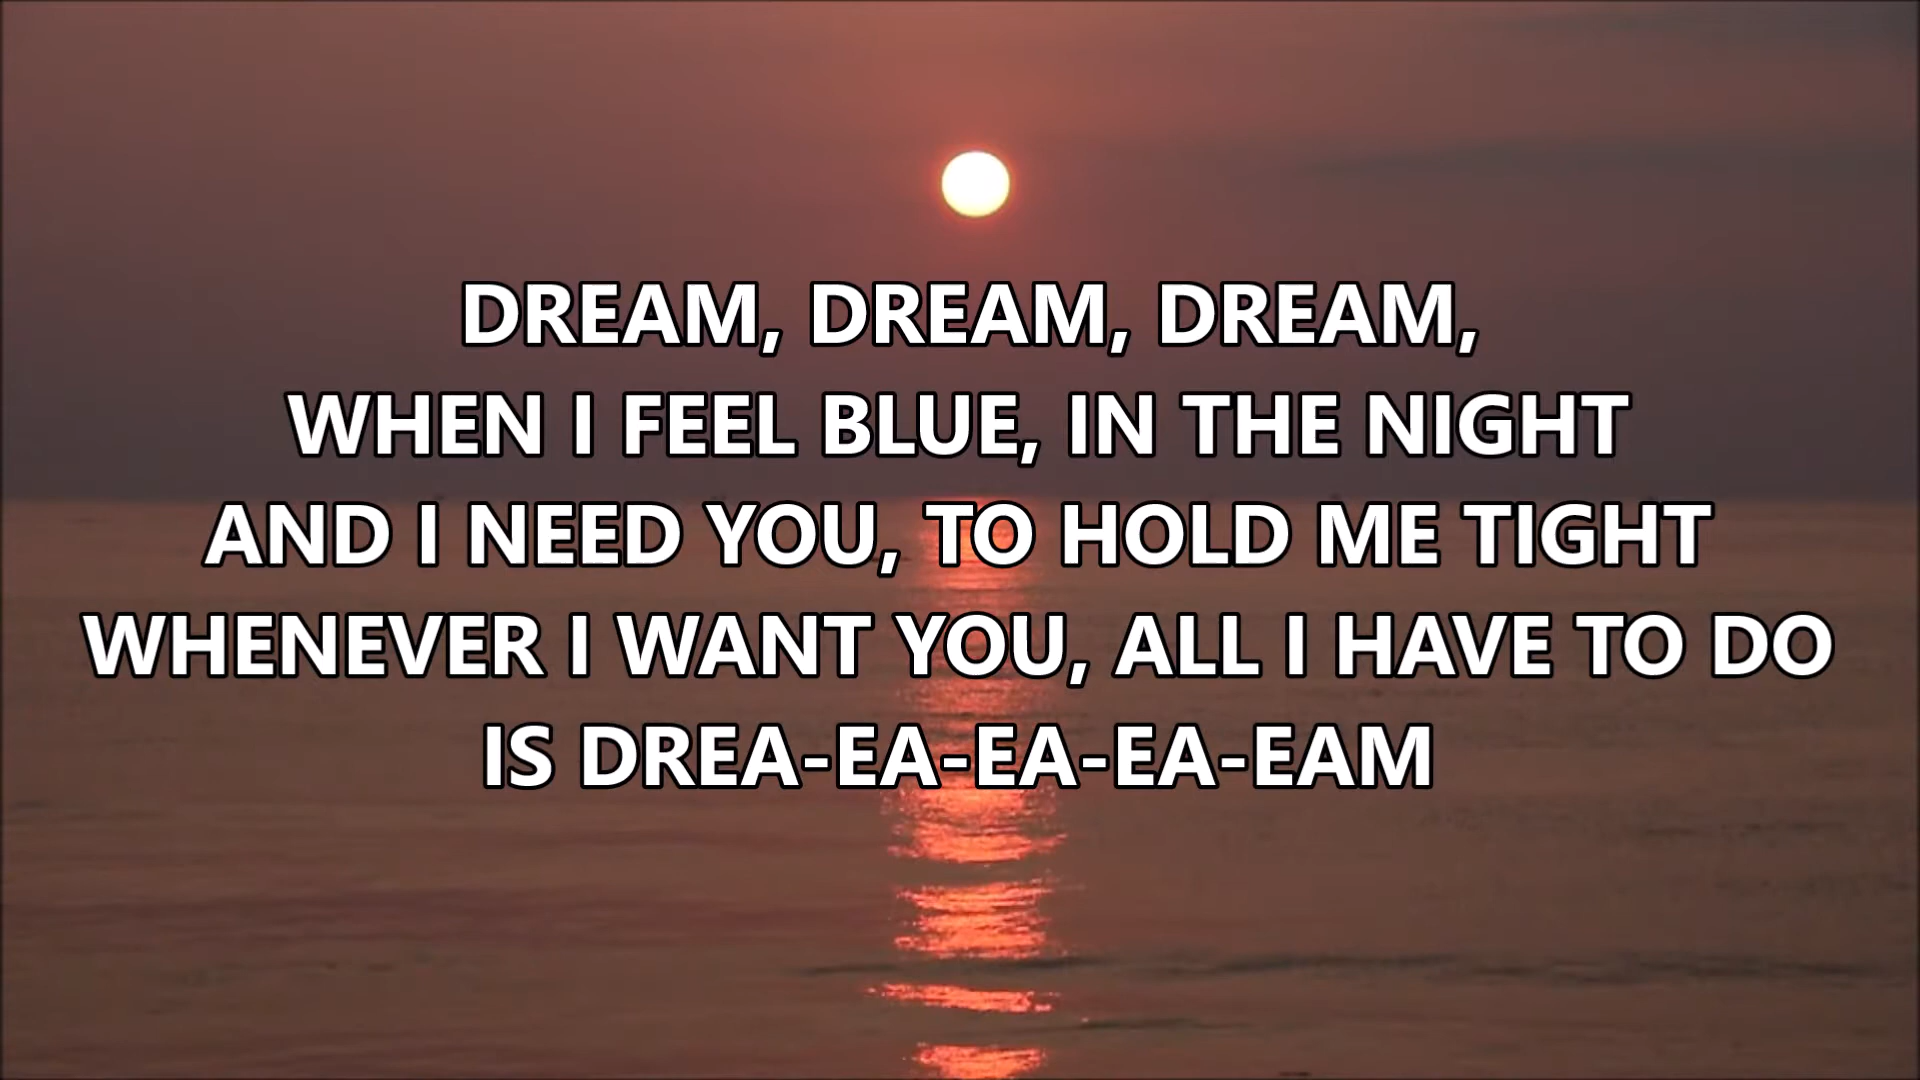 DREAM, DREAM, DREAM,
WHEN I FEEL BLUE, IN THE NIGHT
AND I NEED YOU, TO HOLD ME TIGHT
WHENEVER I WANT YOU, ALL I HAVE TO DO
IS DREA-EA-EA-EA-EAM